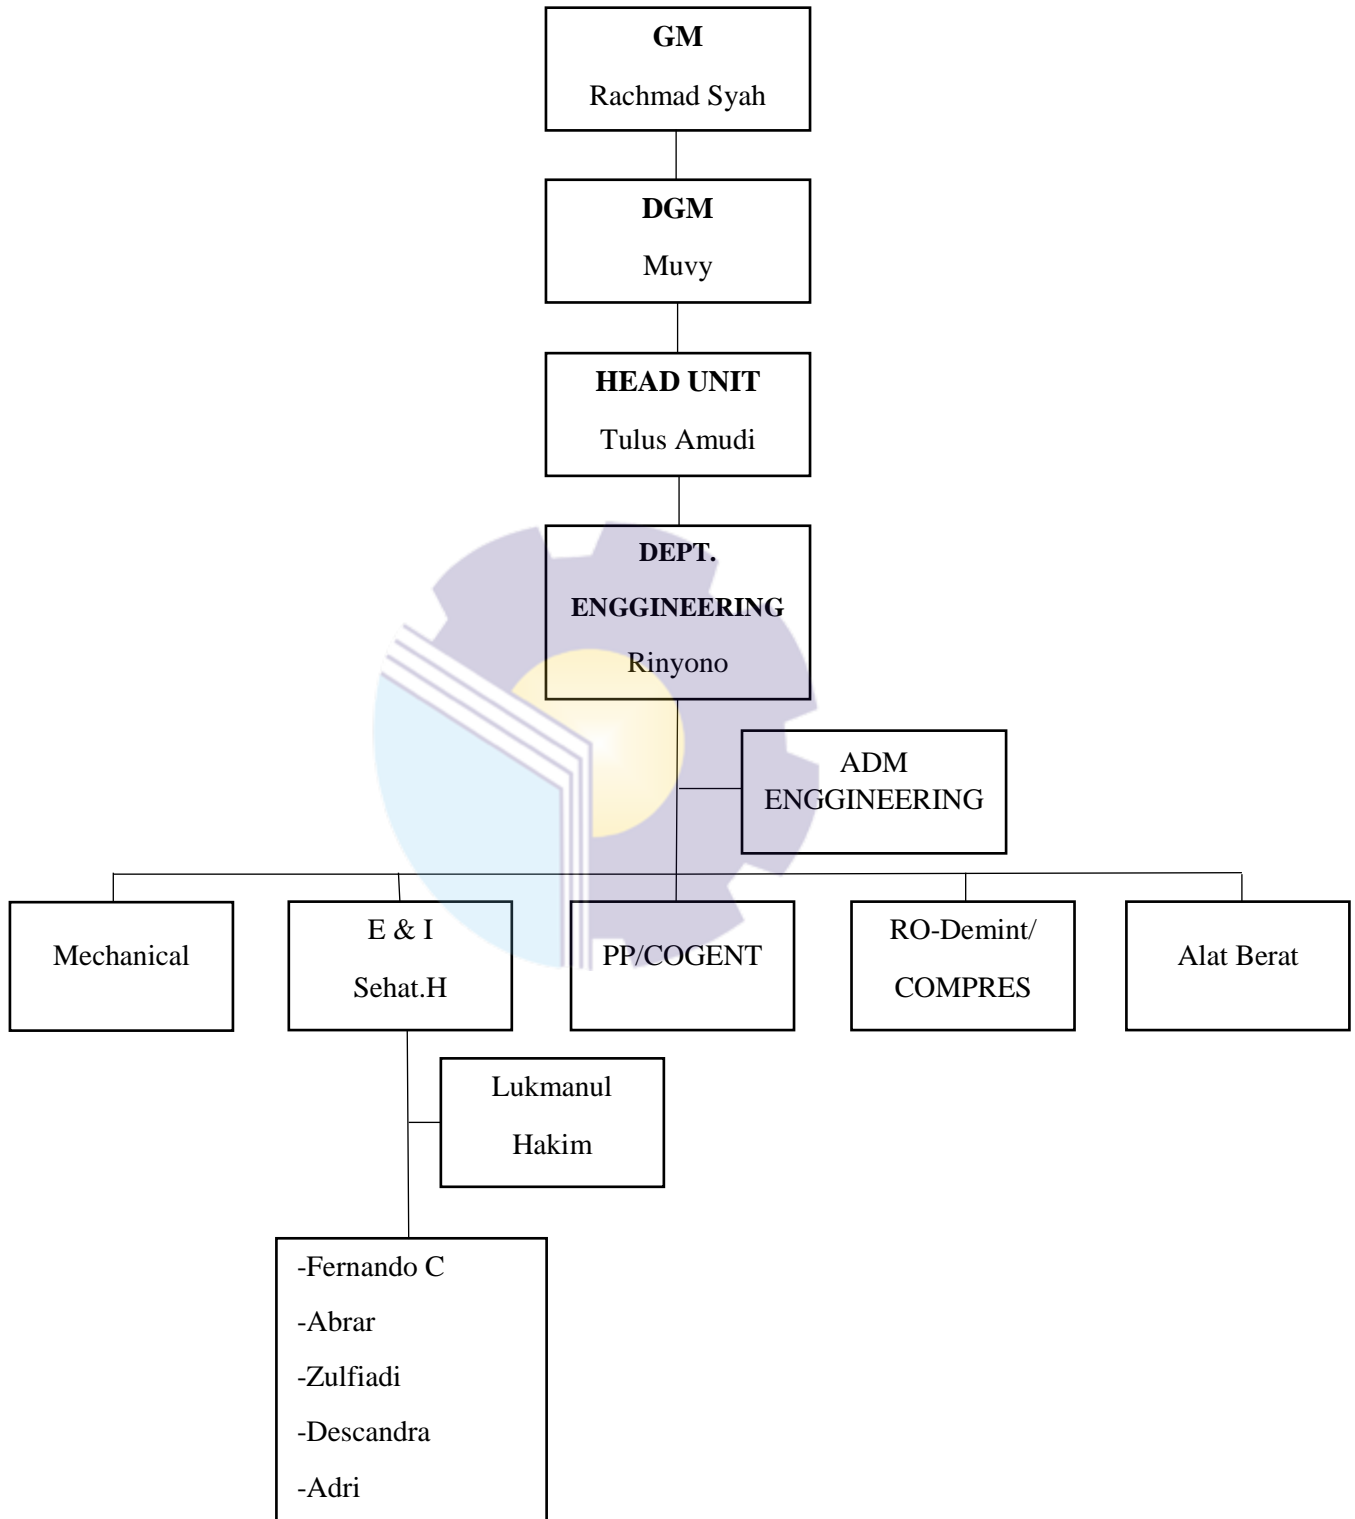 GM
Rachmad Syah
DGM
Muvy
HEAD UNIT
Tulus Amudi
DEPT.
ENGGINEERING
Rinyono
ADM
ENGGINEERING
Mechanical
E & I
Sehat.H
PP/COGENT
RO-Demint/
COMPRES
Alat Berat
Lukmanul
Hakim
-Fernando C
-Abrar
-Zulfiadi
-Descandra
-Adri